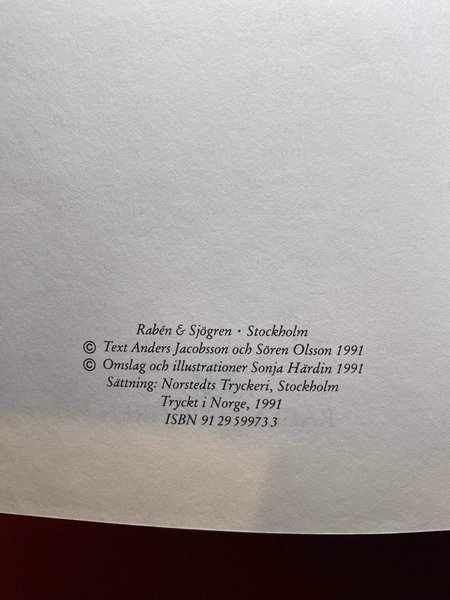 Rabén & Sjögren · Stockholm
© Text Anders Jacobsson och Sören Olsson 1991
© Omslag och illustrationer Sonja Härdin 1991
Sättning: Norstedts Tryckeri, Stockholm
Tryckt i Norge, 1991
ISBN 91 29 59973 3